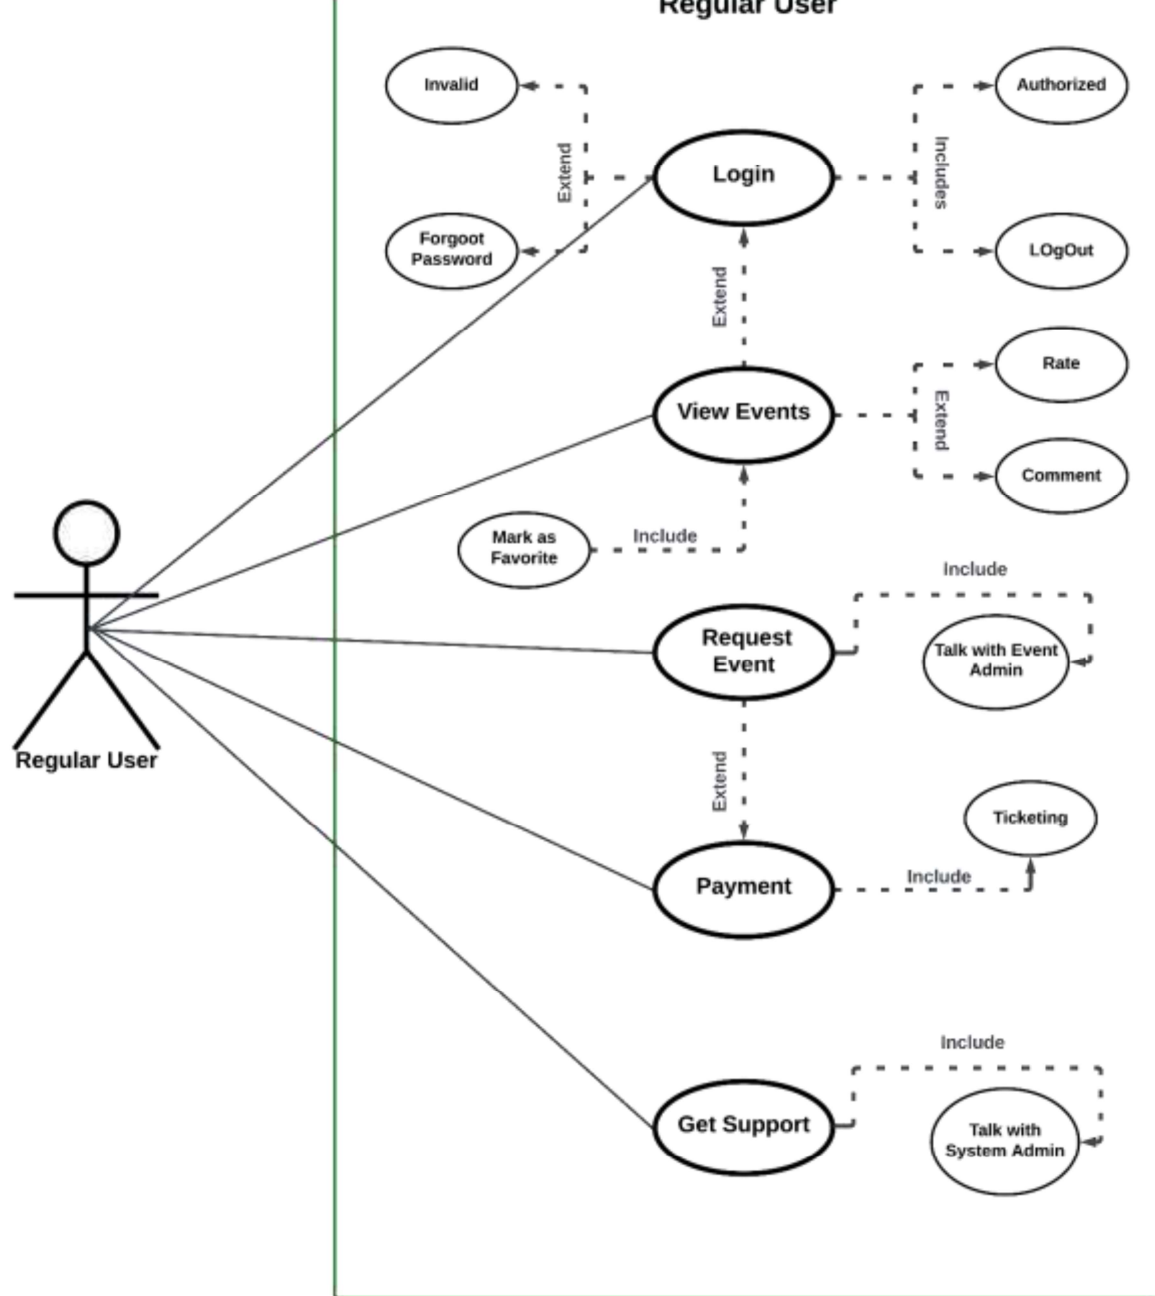 Regular User
Invalid
Authorized
Extend
Includes
Login
Forgoot
Password
LOgOut
Extend
Rate
View Events
Extend
Comment
Mark as
Favorite
Include
Include
Request
Event
Talk with Event
Admin
Regular User
Extend
Ticketing
Payment
Include
Include
Get Support
Talk with
System Admin